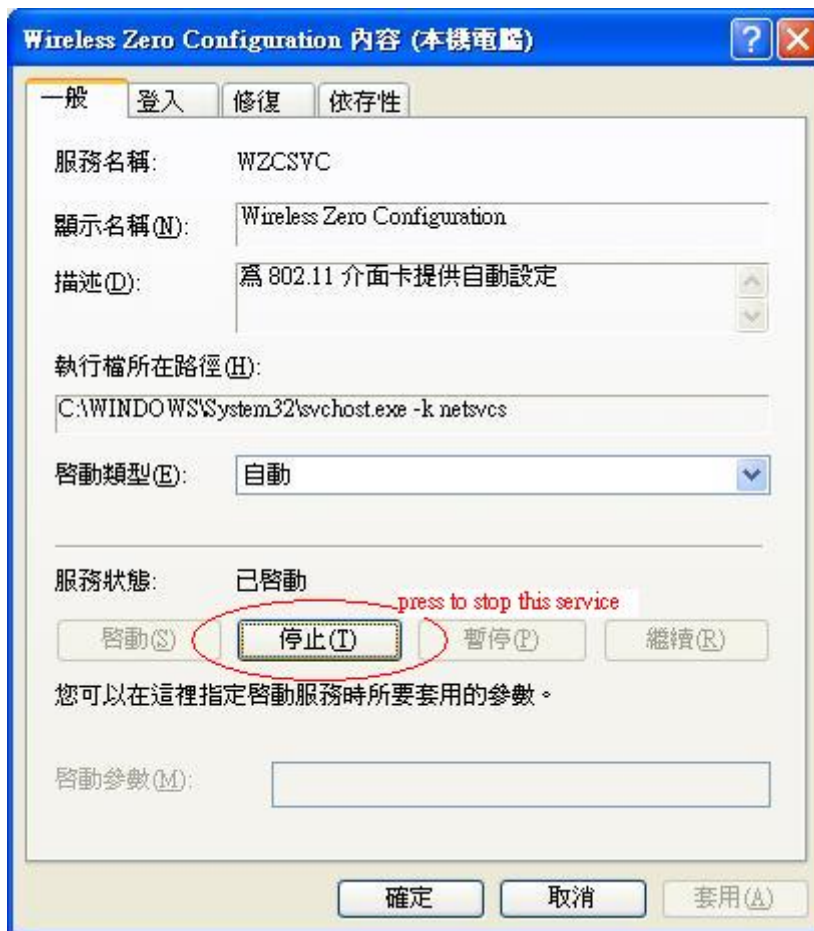 Wireless Zero Configuration 內容 (本機電腦)
一般 登入 修復 依存性
服務名稱: WZCSVC
顯示名稱(N): Wireless Zero Configuration
描述(D): 為 802.11 介面卡提供自動設定
執行檔所在路徑(H):
C:\WINDOWS\System32\svchost.exe -k netsvcs
啟動類型(E): 自動
服務狀態: 已啟動
press to stop this service
啟動(S) 停止(T) 暫停(P) 繼續(R)
您可以在這裡指定啟動服務時所要套用的參數。
啟動參數(M):
確定 取消 套用(A)